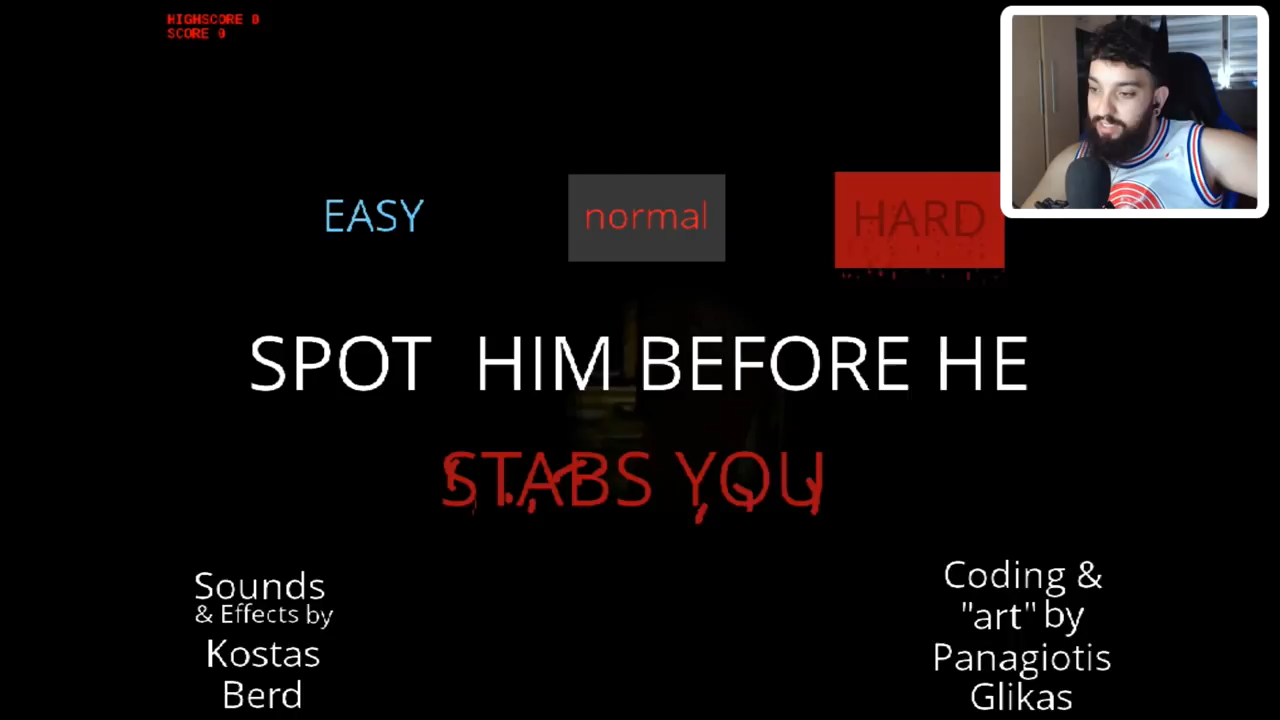 HIGHSCORE 0
SCORE 0
EASY
normal
HARD
SPOT HIM BEFORE HE
STABS YOU
Sounds
& Effects by
Kostas
Berd
Coding &
"art" by
Panagiotis
Glikas